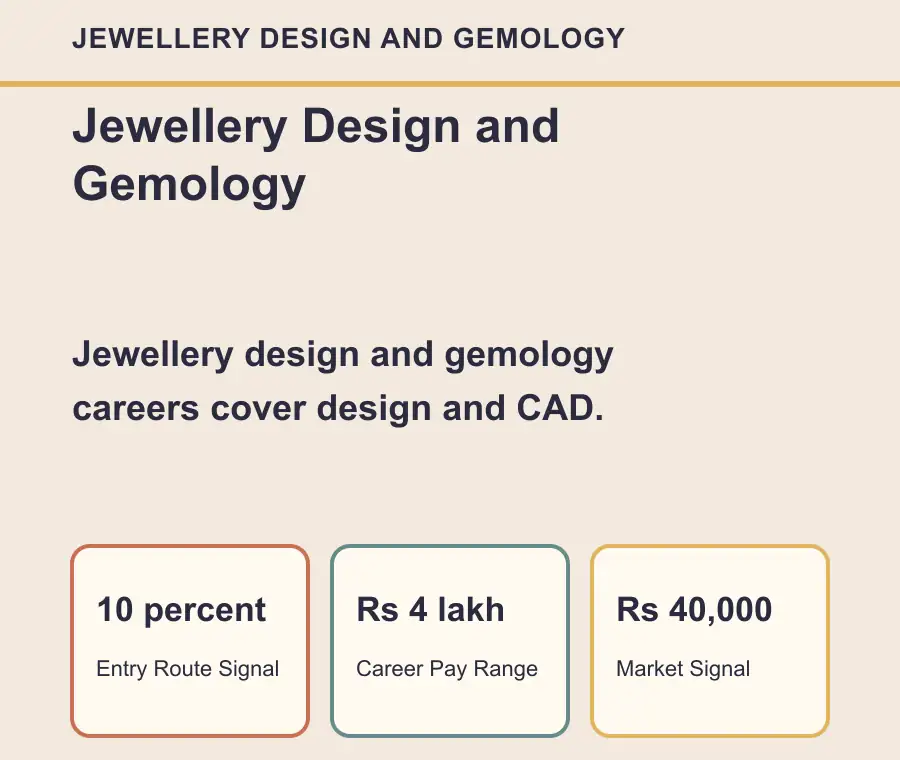 JEWELLERY DESIGN AND GEMOLOGY
Jewellery Design and
Gemology
Jewellery design and gemology
careers cover design and CAD.
10 percent
Entry Route Signal
Rs 4 lakh
Career Pay Range
Rs 40,000
Market Signal